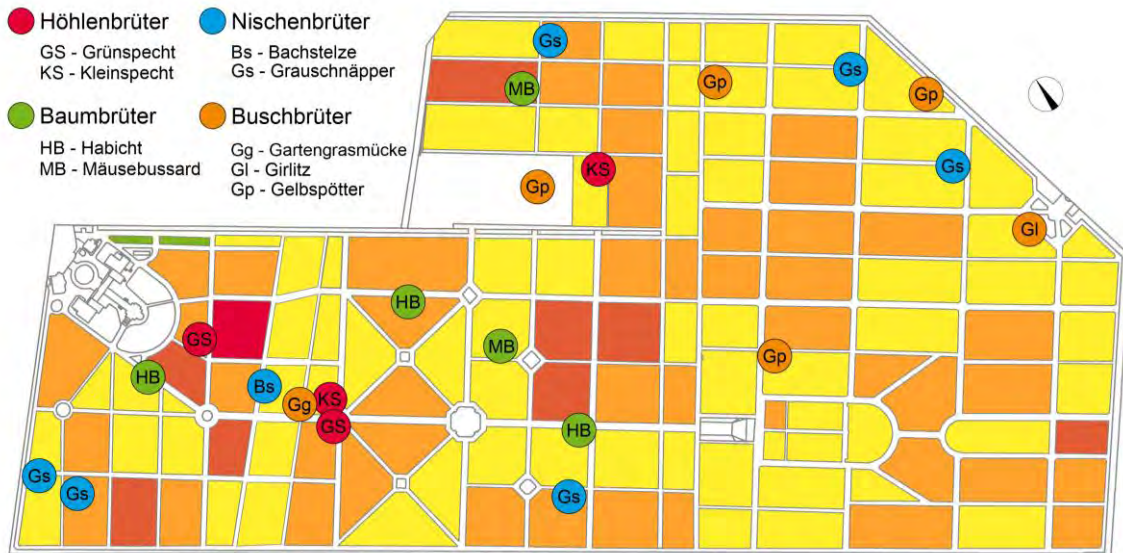 Höhlenbrüter
GS - Grünspecht
KS - Kleinspecht
Nischenbrüter
Bs - Bachstelze
Gs - Grauschnäpper
Baumbrüter
HB - Habicht
MB - Mäusebussard
Buschbrüter
Gg - Gartengrasmücke
Gl - Girlitz
Gp - Gelbspötter
Gs
Gs
MB
Gp
Gp
KS
Gs
Gp
Gl
HB
GS
MB
Gp
HB
Bs
KS
Gg
GS
HB
Gs
Gs
Gs